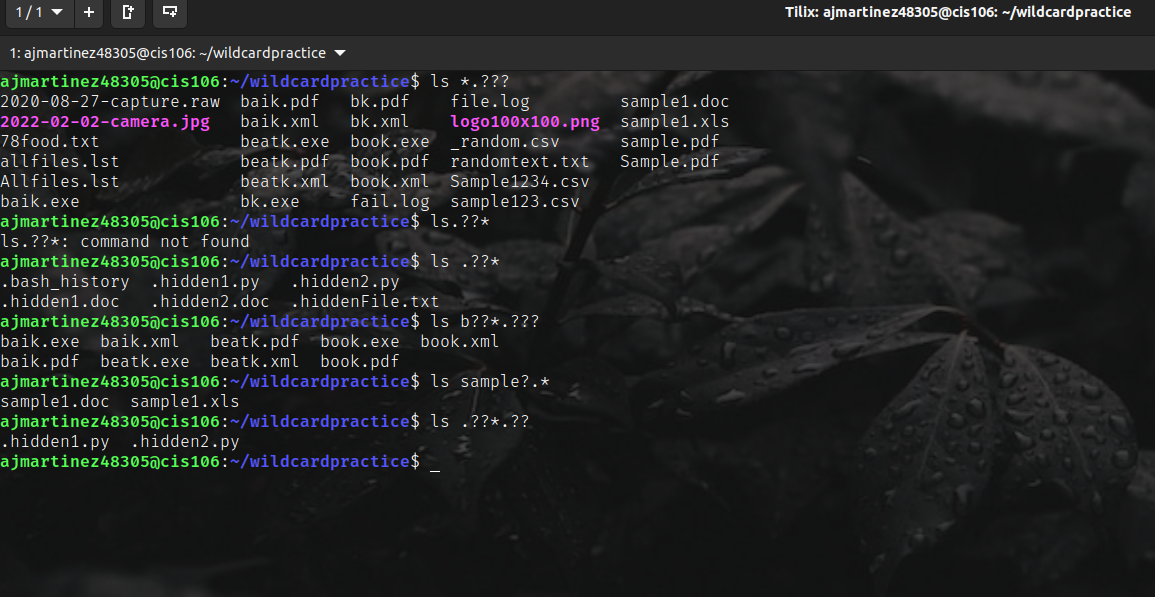 1 / 1
Tilix: ajmartinez48305@cis106: ~/wildcardpractice
1: ajmartinez48305@cis106: ~/wildcardpractice
ajmartinez48305@cis106:~/wildcardpractice$ ls *.???
2020-08-27-capture.raw  baik.pdf   bk.pdf    file.log         sample1.doc
2022-02-02-camera.jpg   baik.xml   bk.xml    logo100x100.png  sample1.xls
78food.txt              beatk.exe  book.exe  _random.csv      sample.pdf
allfiles.lst            beatk.pdf  book.pdf  randomtext.txt   Sample.pdf
Allfiles.lst            beatk.xml  book.xml  Sample1234.csv
baik.exe                bk.exe     fail.log  sample123.csv
ajmartinez48305@cis106:~/wildcardpractice$ ls.??*
ls.??*: command not found
ajmartinez48305@cis106:~/wildcardpractice$ ls .??*
.bash_history  .hidden1.py   .hidden2.py
.hidden1.doc   .hidden2.doc  .hiddenFile.txt
ajmartinez48305@cis106:~/wildcardpractice$ ls b??*.???
baik.exe  baik.xml   beatk.pdf  book.exe  book.xml
baik.pdf  beatk.exe  beatk.xml  book.pdf
ajmartinez48305@cis106:~/wildcardpractice$ ls sample?.*
sample1.doc  sample1.xls
ajmartinez48305@cis106:~/wildcardpractice$ ls .??*.??
.hidden1.py  .hidden2.py
ajmartinez48305@cis106:~/wildcardpractice$ _